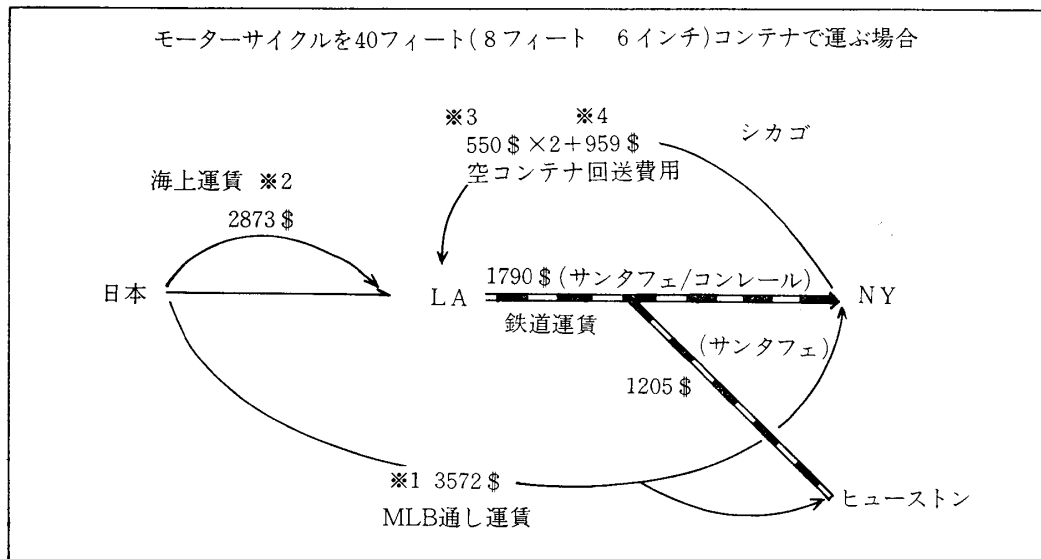 モーターサイクルを40フィート(8フィート 6インチ)コンテナで運ぶ場合
※3 ※4
550$×2+959$
空コンテナ回送費用
シカゴ
海上運賃 ※2
2873$
日本
LA
1790$(サンタフェ/コンレール)
鉄道運賃
NY
(サンタフェ)
1205$
※1 3572$
MLB通し運賃
ヒューストン